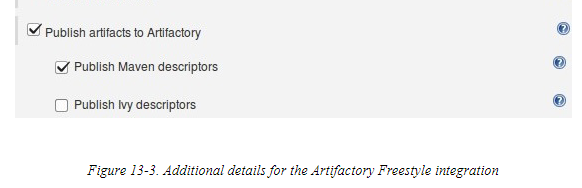 Publish artifacts to Artifactory
?
Publish Maven descriptors
?
Publish Ivy descriptors
?
Figure 13-3. Additional details for the Artifactory Freestyle integration